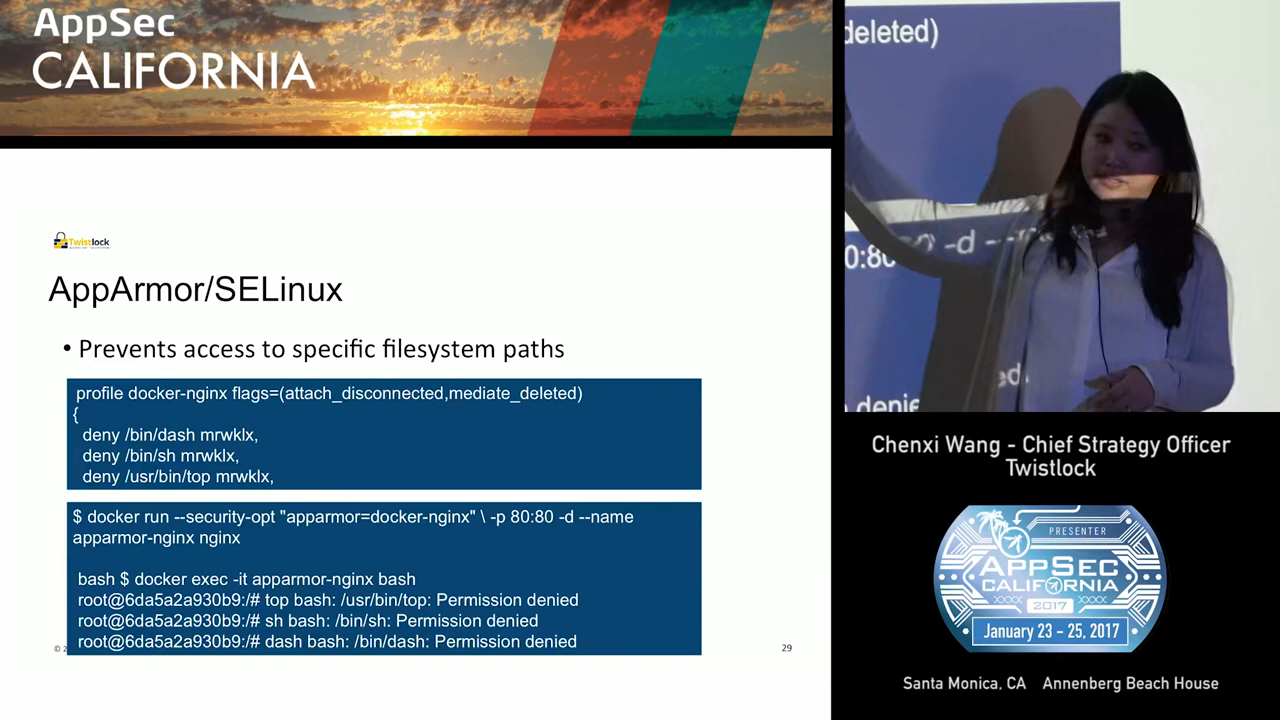 AppSec
CALIFORNIA
Twistlock
AppArmor/SELinux
• Prevents access to specific filesystem paths
profile docker-nginx flags=(attach_disconnected,mediate_deleted)
{
deny /bin/dash mrwklx,
deny /bin/sh mrwklx,
deny /usr/bin/top mrwklx,
$ docker run --security-opt "apparmor=docker-nginx" \ -p 80:80 -d --name
apparmor-nginx nginx
bash $ docker exec -it apparmor-nginx bash
root@6da5a2a930b9:/# top bash: /usr/bin/top: Permission denied
root@6da5a2a930b9:/# sh bash: /bin/sh: Permission denied
root@6da5a2a930b9:/# dash bash: /bin/dash: Permission denied
© 2
29
deleted)
0:80 -d
ed.
denie
Chenxi Wang - Chief Strategy Officer
Twistlock
PRESENTER
APPSEC
CALIFORNIA
2017
January 23 - 25, 2017
Santa Monica, CA Annenberg Beach House